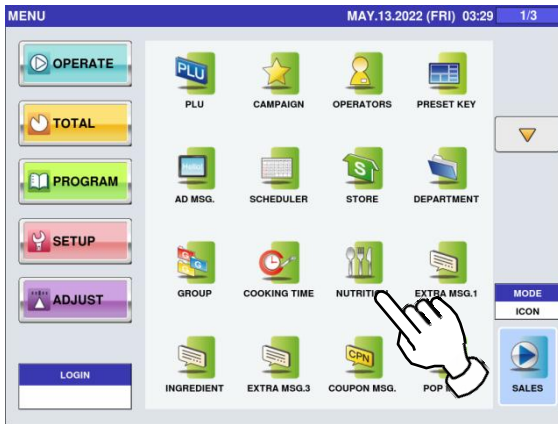 MENU
MAY.13.2022 (FRI) 03:29
1/3
OPERATE
TOTAL
PROGRAM
SETUP
ADJUST
LOGIN
PLU
PLU
CAMPAIGN
OPERATORS
PRESET KEY
Hello!
AD MSG.
SCHEDULER
S
STORE
DEPARTMENT
G
G
GROUP
COOKING TIME
EXTRA MSG.1
INGREDIENT
EXTRA MSG.3
CPN
COUPON MSG.
POP
MODE
ICON
SALES